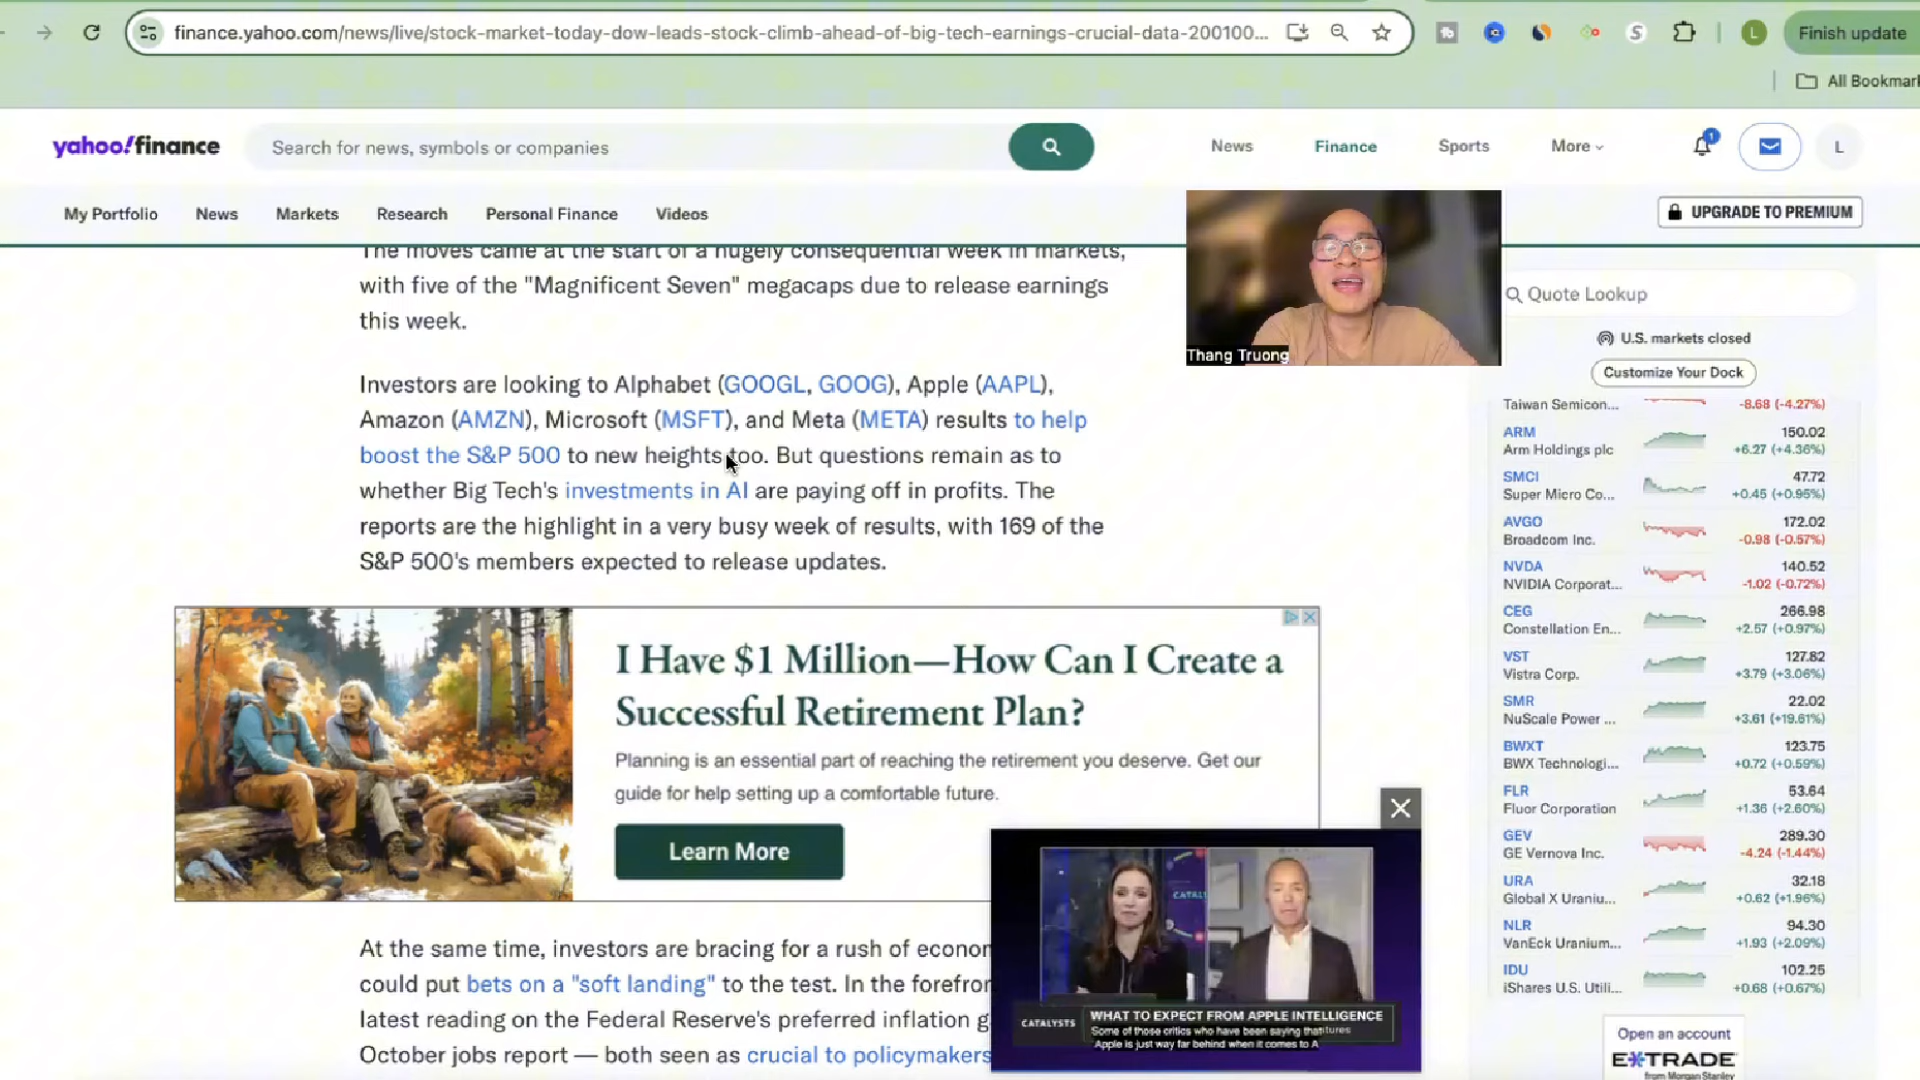 finance.yahoo.com/news/live/stock-market-today-dow-leads-stock-climb-ahead-of-big-tech-earnings-crucial-data-200100...
S
L
Finish update
All Bookmark
yahoo!finance
Search for news, symbols or companies
News
Finance
Sports
More
1
L
My Portfolio
News
Markets
Research
Personal Finance
Videos
UPGRADE TO PREMIUM
The moves came at the start of a hugely consequential week in markets,
with five of the "Magnificent Seven" megacaps due to release earnings
this week.
Thang Truong
Investors are looking to Alphabet (GOOGL, GOOG), Apple (AAPL),
Amazon (AMZN), Microsoft (MSFT), and Meta (META) results to help
boost the S&P 500 to new heights too. But questions remain as to
whether Big Tech's investments in AI are paying off in profits. The
reports are the highlight in a very busy week of results, with 169 of the
S&P 500's members expected to release updates.
I Have $1 Million—How Can I Create a
Successful Retirement Plan?
Planning is an essential part of reaching the retirement you deserve. Get our
guide for help setting up a comfortable future.
Learn More
At the same time, investors are bracing for a rush of econor
could put bets on a "soft landing" to the test. In the forefror
latest reading on the Federal Reserve's preferred inflation g
October jobs report — both seen as crucial to policymakers
CATALYSTS
WHAT TO EXPECT FROM APPLE INTELLIGENCE
Some of those critics who have been saying that
Apple is just way far behind when it comes to A
Quote Lookup
U.S. markets closed
Customize Your Dock
Taiwan Semicon... -8.68 (-4.27%)
ARM 150.02
Arm Holdings plc +6.27 (+4.36%)
SMCI 47.72
Super Micro Co... +0.45 (+0.95%)
AVGO 172.02
Broadcom Inc. -0.98 (-0.57%)
NVDA 140.52
NVIDIA Corporat... -1.02 (-0.72%)
CEG 266.98
Constellation En... +2.57 (+0.97%)
VST 127.82
Vistra Corp. +3.79 (+3.06%)
SMR 22.02
NuScale Power ... +3.61 (+19.61%)
BWXT 123.75
BWX Technologi... +0.72 (+0.59%)
FLR 53.64
Fluor Corporation +1.36 (+2.60%)
GEV 289.30
GE Vernova Inc. -4.24 (-1.44%)
URA 32.18
Global X Uraniu... +0.62 (+1.96%)
NLR 94.30
VanEck Uranium... +1.93 (+2.09%)
IDU 102.25
iShares U.S. Utili... +0.68 (+0.67%)
Open an account
E*TRADE
from Morgan Stanley